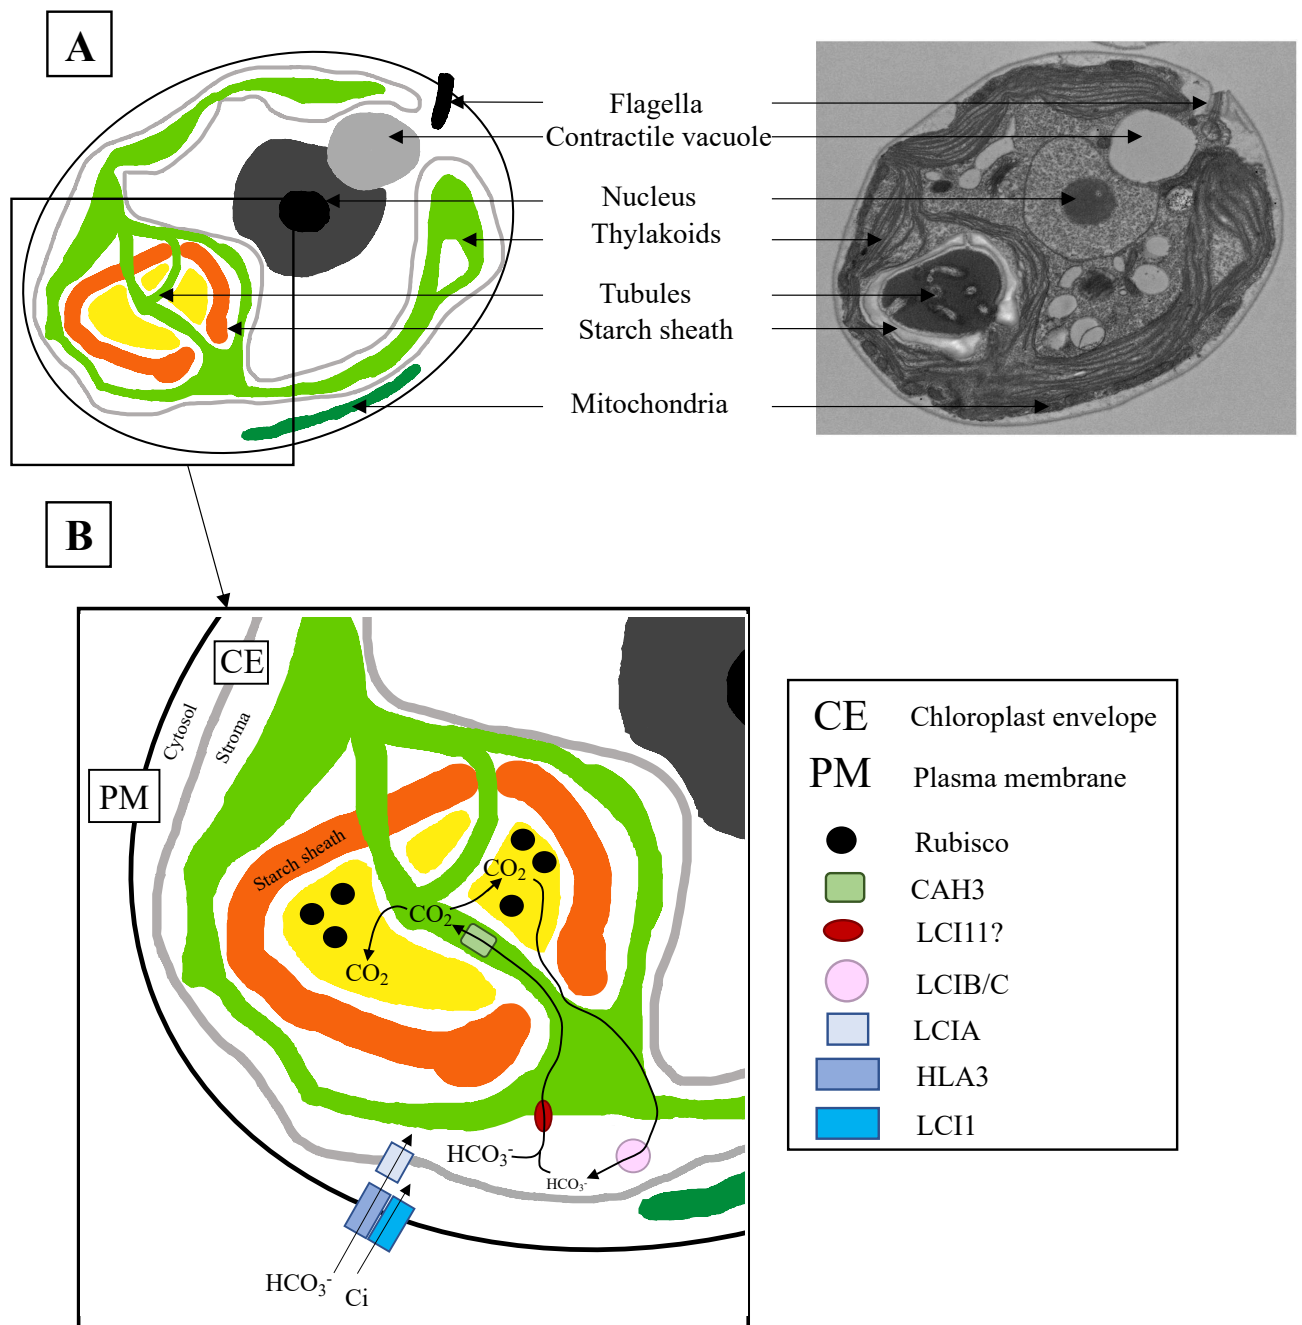 A
Flagella
Contractile vacuole
Nucleus
Thylakoids
Tubules
Starch sheath
Mitochondria
B
CE
Cytosol
Stroma
PM
Starch sheath
CO₂
CO₂
CO₂
HCO₃⁻
HCO₃⁻
HCO₃⁻
Ci
CE Chloroplast envelope
PM Plasma membrane
Rubisco
CAH3
LCI11?
LCIB/C
LCIA
HLA3
LCI1